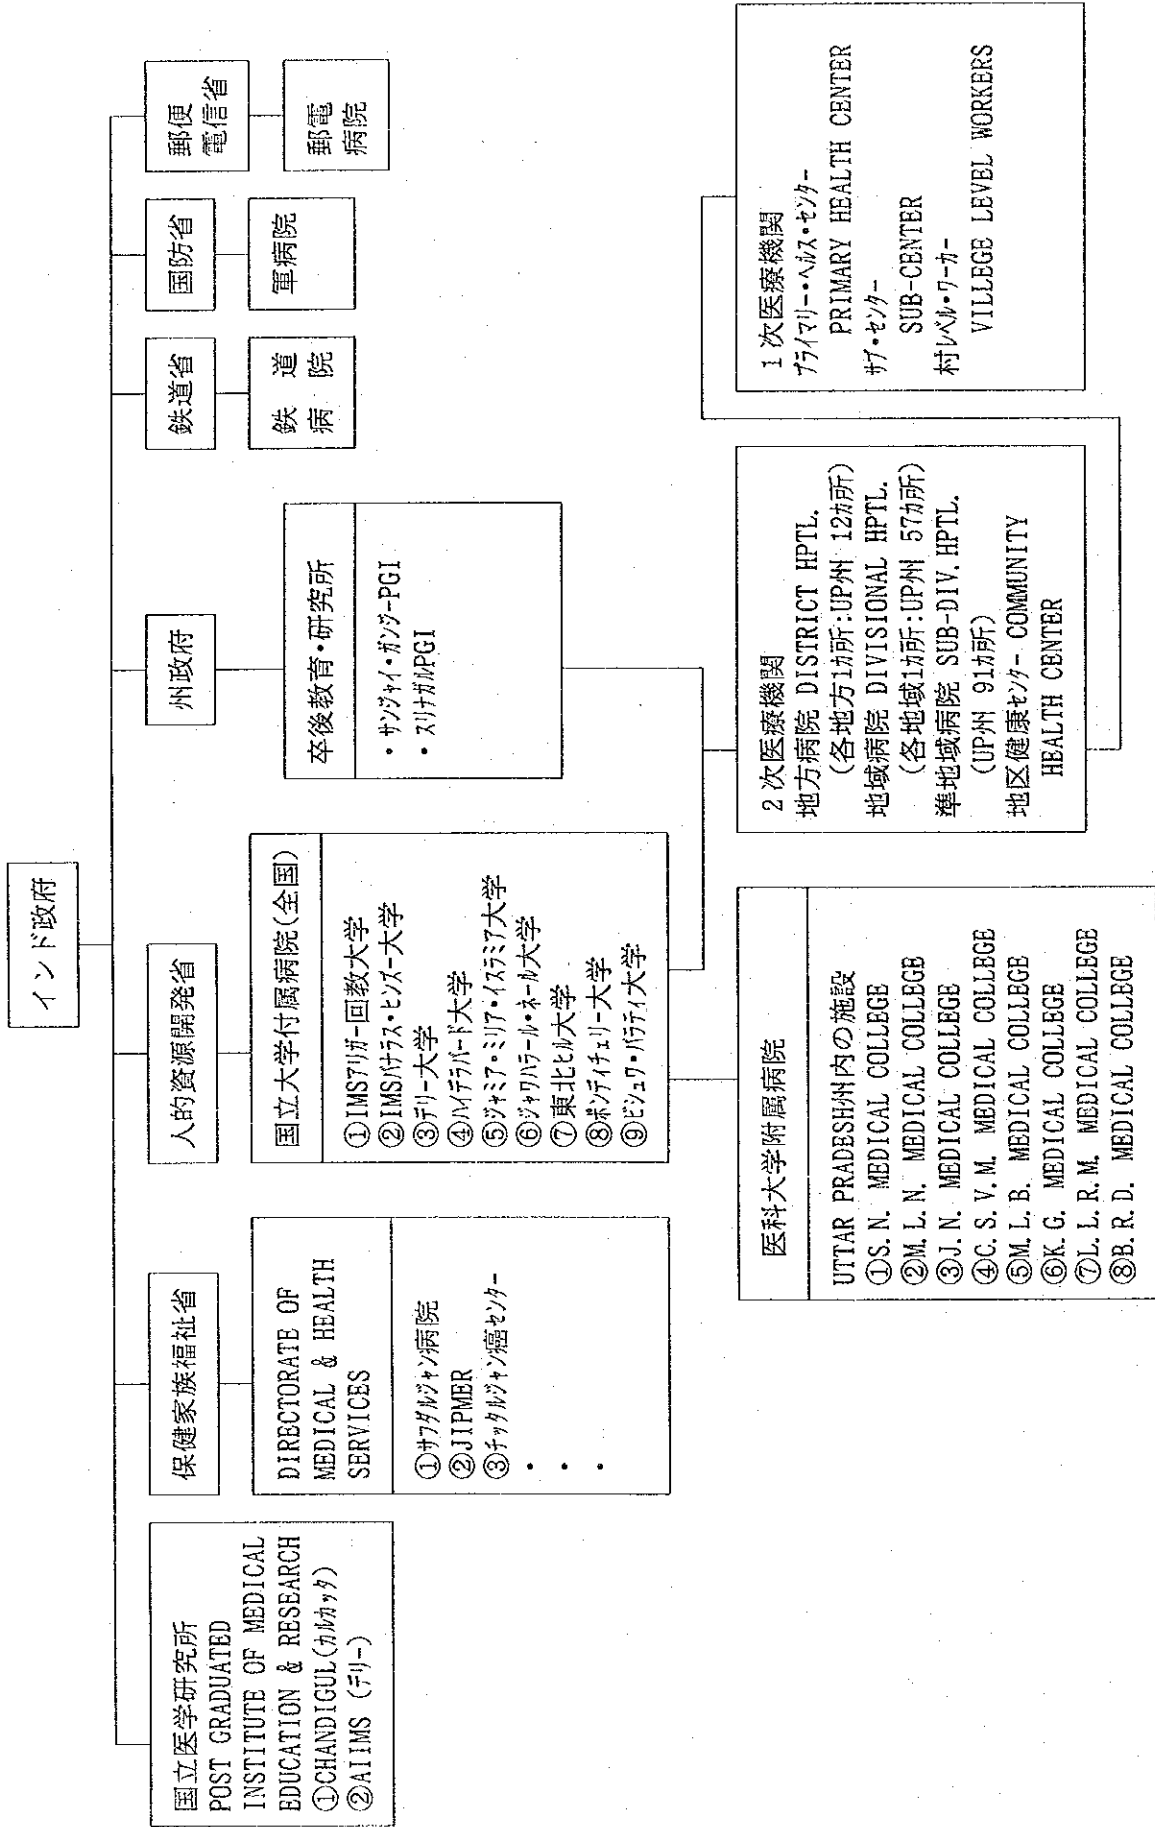 インド政府
国立医学研究所
POST GRADUATED
INSTITUTE OF MEDICAL
EDUCATION & RESEARCH
①CHANDIGUL(カルカッタ)
②AIIMS (デリー)
保健家族福祉省
DIRECTORATE OF
MEDICAL & HEALTH
SERVICES
①サフダルジャン病院
②JIPMER
③チッタルジャン癌センター
・
・
・
人的資源開発省
国立大学付属病院(全国)
①IMSアリガー回教大学
②IMSバナラス・ヒンズー大学
③デリー大学
④ハイデラバード大学
⑤ジャミア・ミリア・イスラミア大学
⑥ジャワハラール・ネール大学
⑦東北ヒル大学
⑧ポンディチェリー大学
⑨ビシュワ・バラティ大学
州政府
卒後教育・研究所
・サンジャイ・ガンジーPGI
・スリナガルPGI
鉄道省
鉄道
病院
国防省
軍病院
郵便
電信省
郵電
病院
医科大学附属病院
UTTAR PRADESH州内の施設
①S.N. MEDICAL COLLEGE
②M.L.N. MEDICAL COLLEGE
③J.N. MEDICAL COLLEGE
④C.S.V.M. MEDICAL COLLEGE
⑤M.L.B. MEDICAL COLLEGE
⑥K.G. MEDICAL COLLEGE
⑦L.L.R.M. MEDICAL COLLEGE
⑧B.R.D. MEDICAL COLLEGE
2次医療機関
地方病院 DISTRICT HPTL.
(各地方1カ所:UP州 12カ所)
地域病院 DIVISIONAL HPTL.
(各地域1カ所:UP州 57カ所)
準地域病院 SUB-DIV.HPTL.
(UP州 91カ所)
地区健康センター COMMUNITY
HEALTH CENTER
1次医療機関
プライマリー・ヘルス・センター
PRIMARY HEALTH CENTER
サブ・センター
SUB-CENTER
村レベル・ワーカー
VILLEGE LEVEL WORKERS